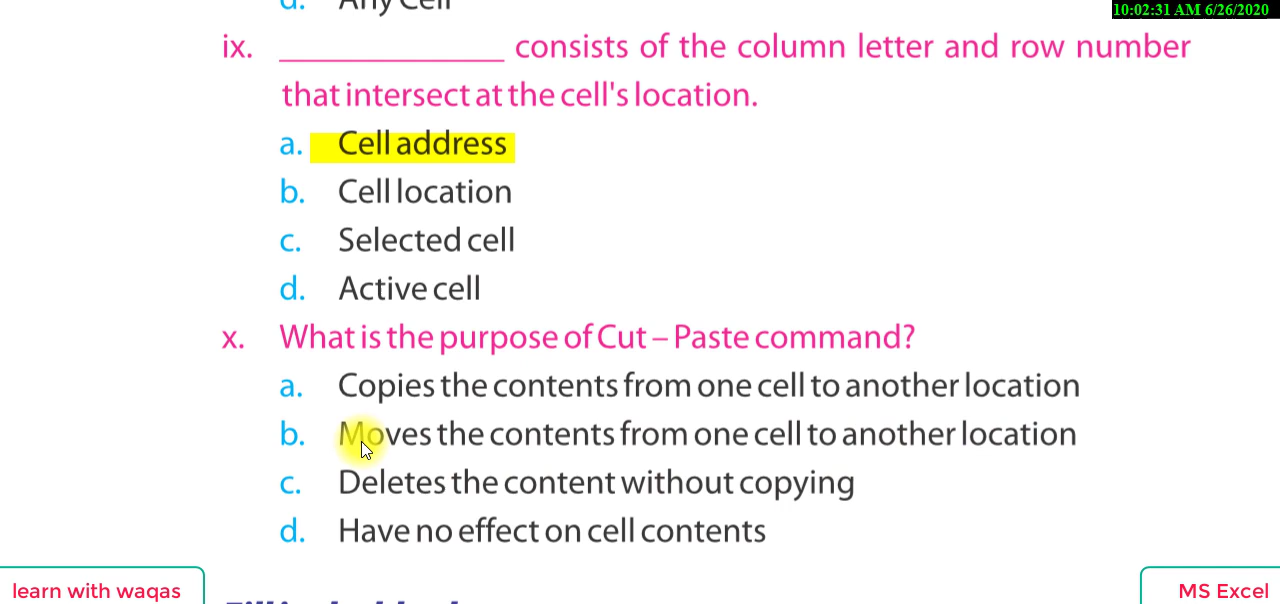 10:02:31 AM 6/26/2020
d. Any Cell
ix. ______________ consists of the column letter and row number
that intersect at the cell's location.
a. Cell address
b. Cell location
c. Selected cell
d. Active cell
x. What is the purpose of Cut – Paste command?
a. Copies the contents from one cell to another location
b. Moves the contents from one cell to another location
c. Deletes the content without copying
d. Have no effect on cell contents
learn with waqas
MS Excel